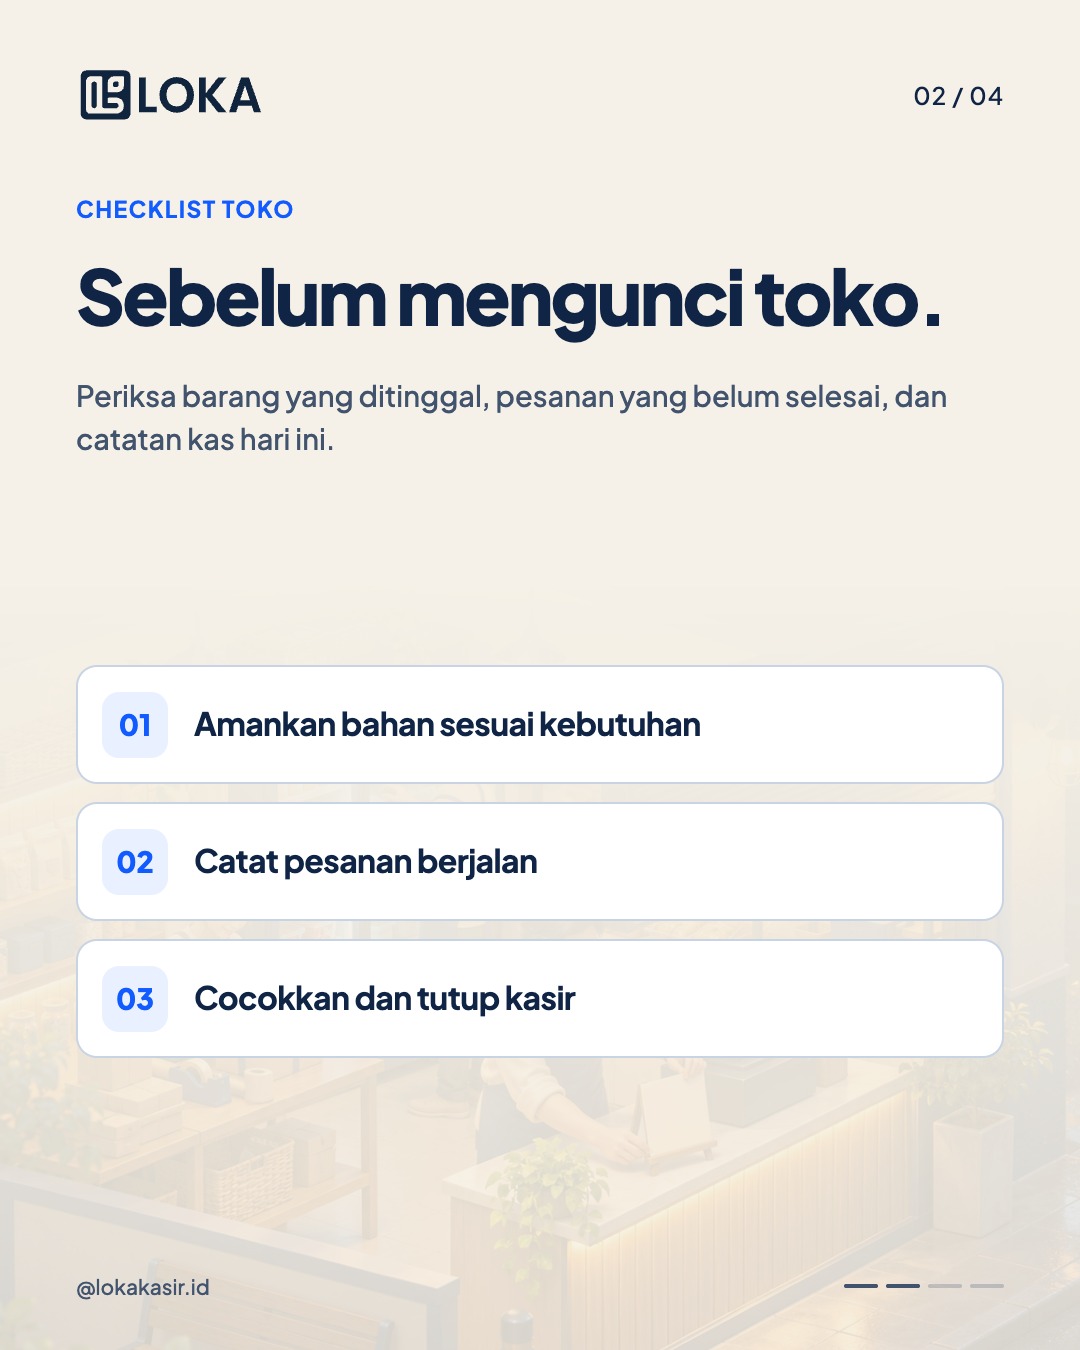 LOKA
02 / 04
CHECKLIST TOKO
Sebelum mengunci toko.
Periksa barang yang ditinggal, pesanan yang belum selesai, dan
catatan kas hari ini.
01 Amankan bahan sesuai kebutuhan
02 Catat pesanan berjalan
03 Cocokkan dan tutup kasir
@lokakasir.id